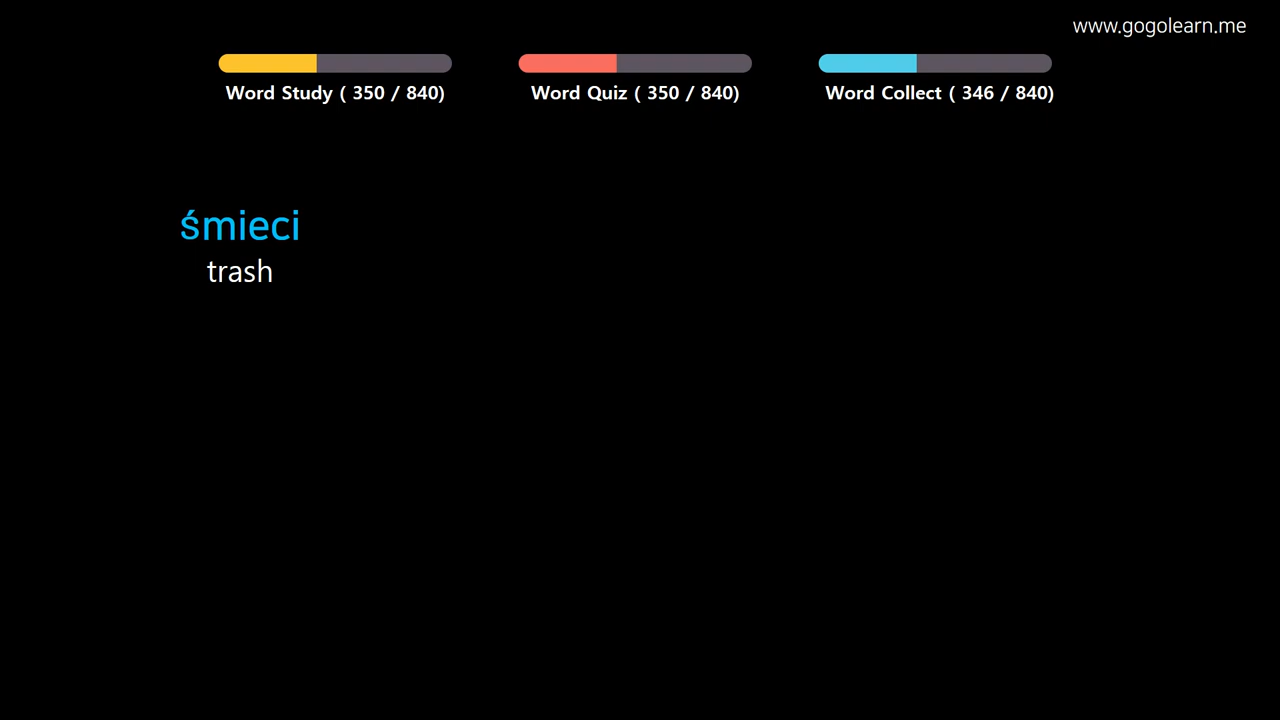 www.gogolearn.me
Word Study ( 350 / 840)
Word Quiz ( 350 / 840)
Word Collect ( 346 / 840)
śmieci
trash